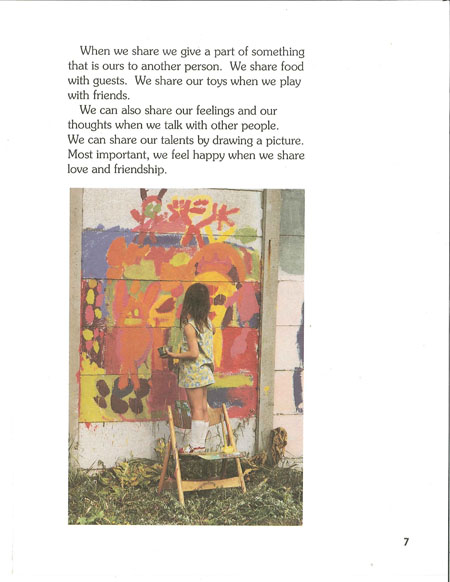 When we share we give a part of something
that is ours to another person. We share food
with guests. We share our toys when we play
with friends.
We can also share our feelings and our
thoughts when we talk with other people.
We can share our talents by drawing a picture.
Most important, we feel happy when we share
love and friendship.
7